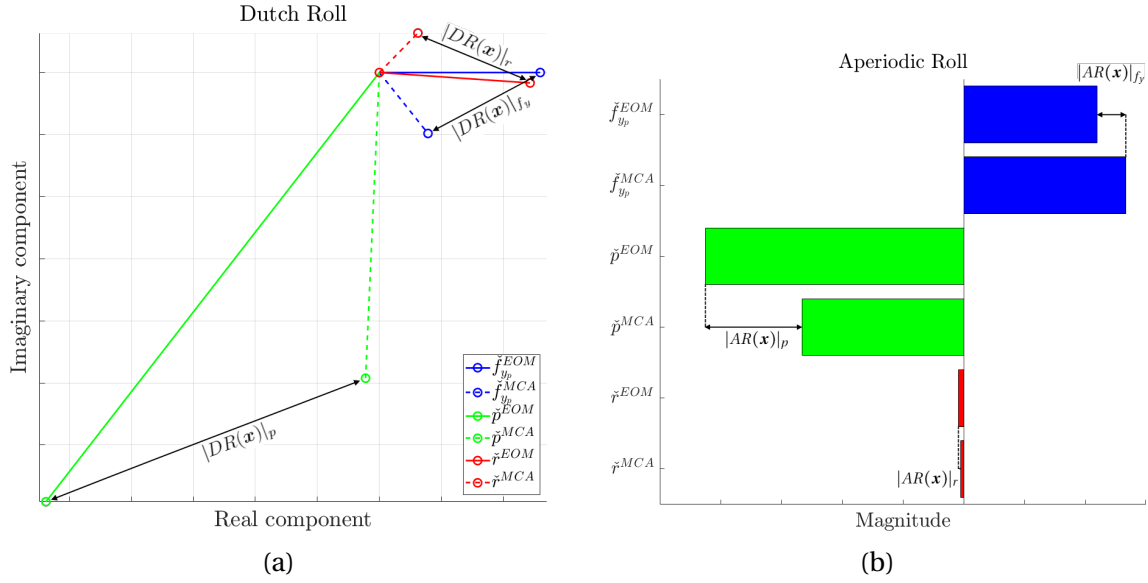 Dutch Roll
|DR(𝒙)|_r
|DR(𝒙)|_{f_y}
|DR(𝒙)|_p
Imaginary component
Real component
f̌_{y_p}^{EOM}
f̌_{y_p}^{MCA}
p̌^{EOM}
p̌^{MCA}
ř^{EOM}
ř^{MCA}
(a)
Aperiodic Roll
|AR(𝒙)|_{f_y}
f̌_{y_p}^{EOM}
f̌_{y_p}^{MCA}
p̌^{EOM}
p̌^{MCA}
|AR(𝒙)|_p
ř^{EOM}
ř^{MCA}
|AR(𝒙)|_r
Magnitude
(b)